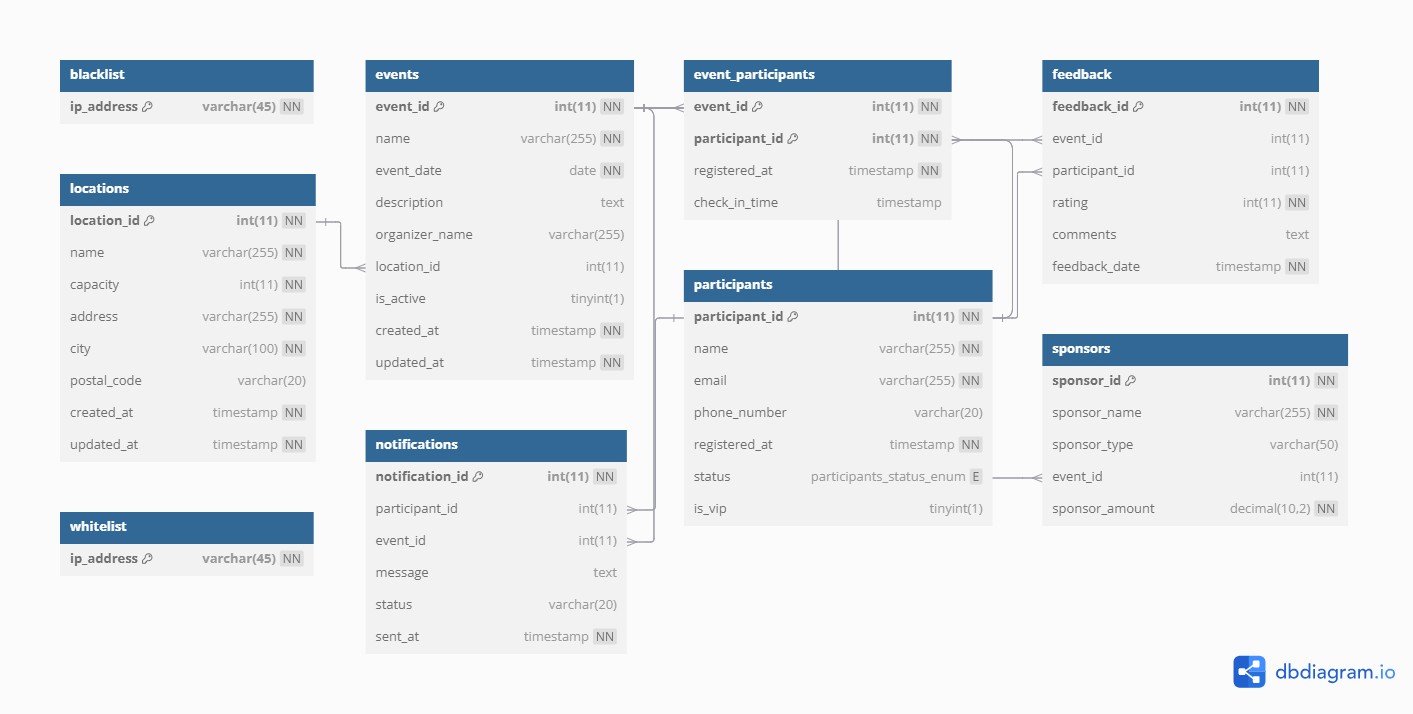 blacklist
ip_address varchar(45) NN
locations
location_id int(11) NN
name varchar(255) NN
capacity int(11) NN
address varchar(255) NN
city varchar(100) NN
postal_code varchar(20)
created_at timestamp NN
updated_at timestamp NN
whitelist
ip_address varchar(45) NN
events
event_id int(11) NN
name varchar(255) NN
event_date date NN
description text
organizer_name varchar(255)
location_id int(11)
is_active tinyint(1)
created_at timestamp NN
updated_at timestamp NN
notifications
notification_id int(11) NN
participant_id int(11)
event_id int(11)
message text
status varchar(20)
sent_at timestamp NN
event_participants
event_id int(11) NN
participant_id int(11) NN
registered_at timestamp NN
check_in_time timestamp
participants
participant_id int(11) NN
name varchar(255) NN
email varchar(255) NN
phone_number varchar(20)
registered_at timestamp NN
status participants_status_enum E
is_vip tinyint(1)
feedback
feedback_id int(11) NN
event_id int(11)
participant_id int(11)
rating int(11) NN
comments text
feedback_date timestamp NN
sponsors
sponsor_id int(11) NN
sponsor_name varchar(255) NN
sponsor_type varchar(50)
event_id int(11)
sponsor_amount decimal(10,2) NN
dbdiagram.io